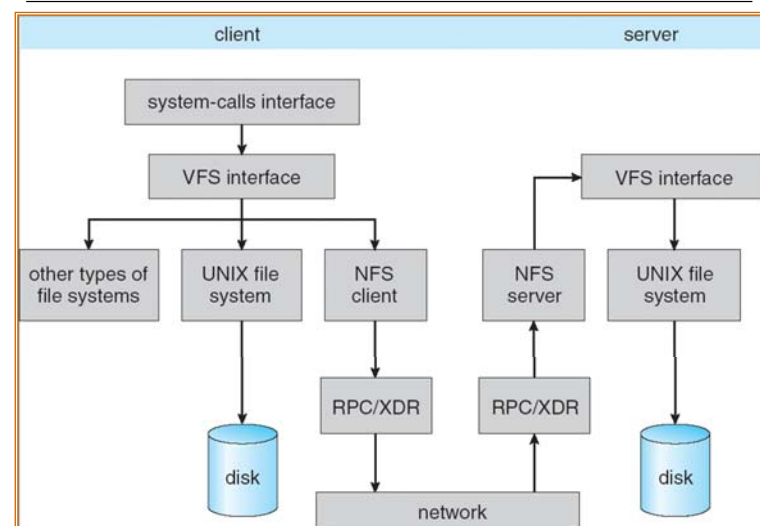 client
server
system-calls interface
VFS interface
VFS interface
other types of
file systems
UNIX file
system
NFS
client
NFS
server
UNIX file
system
RPC/XDR
RPC/XDR
disk
disk
network